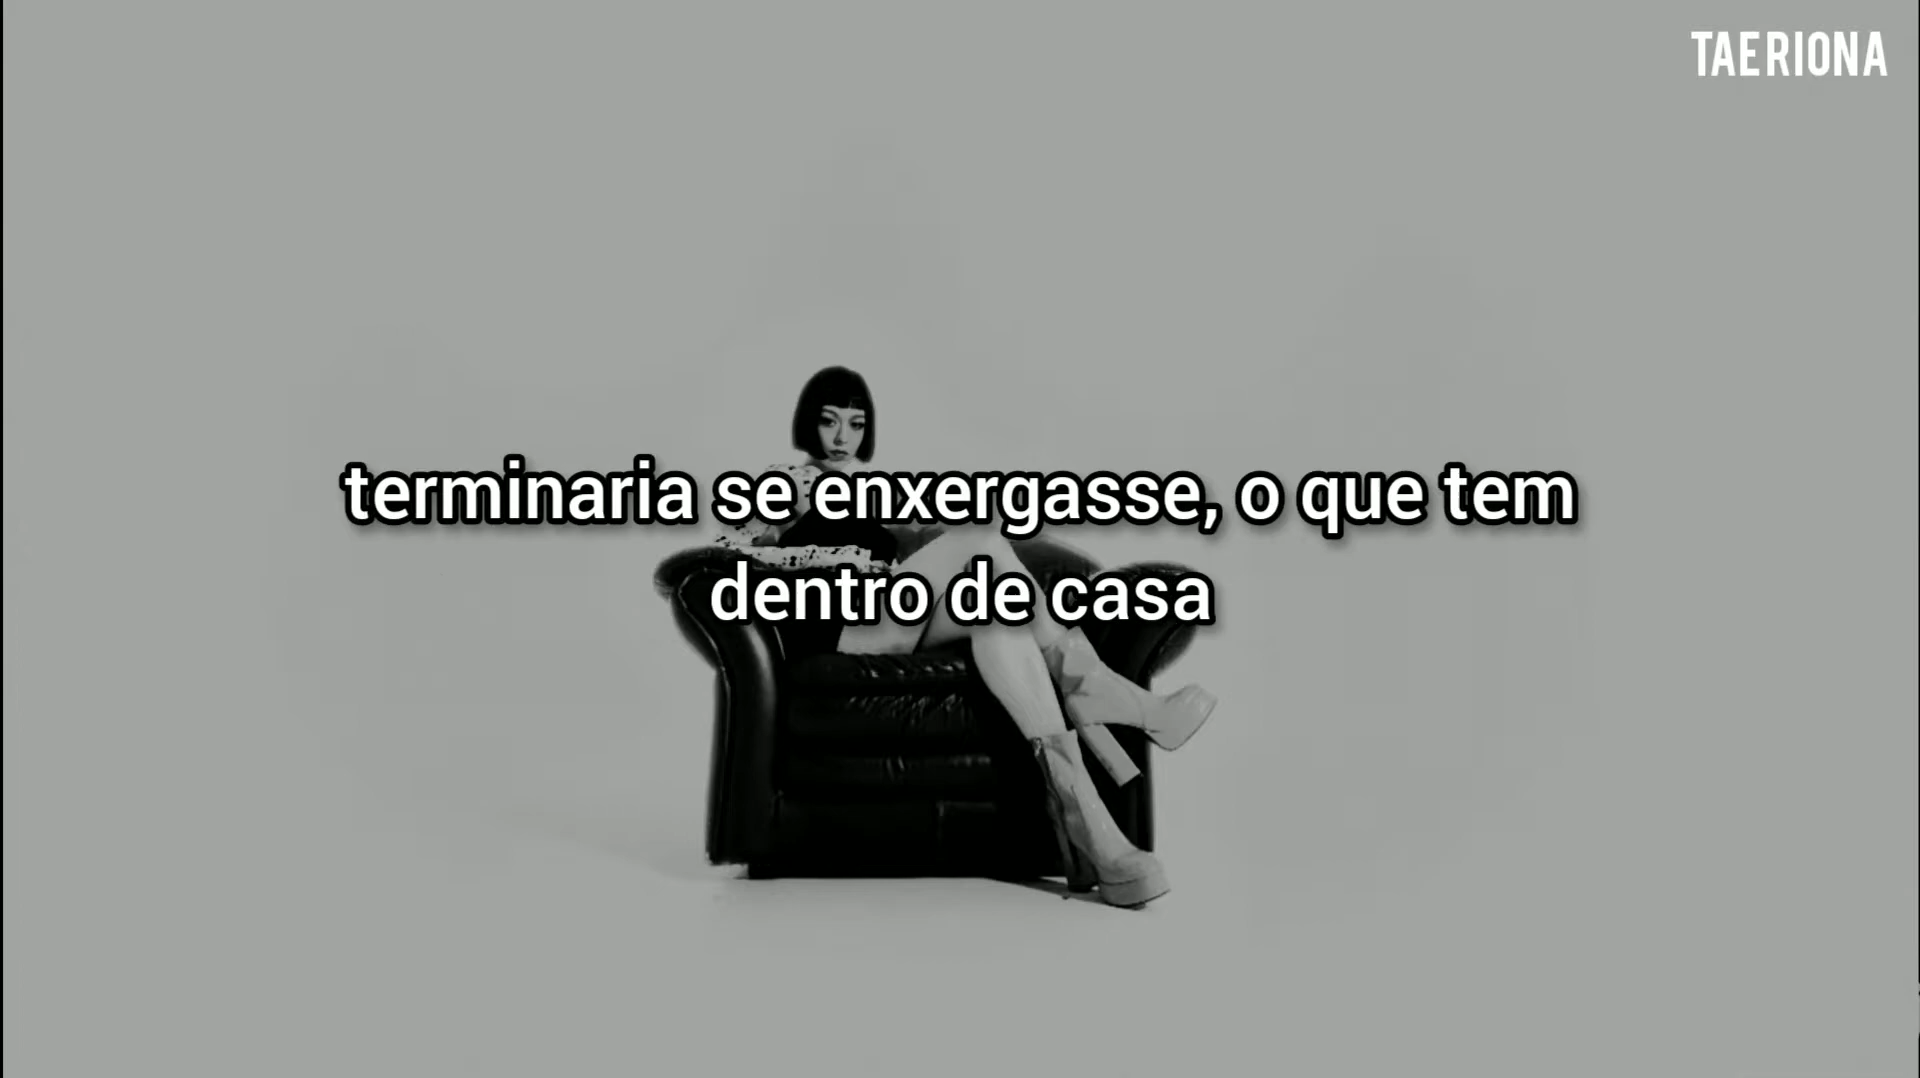 TAERIONA
terminaria se enxergasse, o que tem
dentro de casa